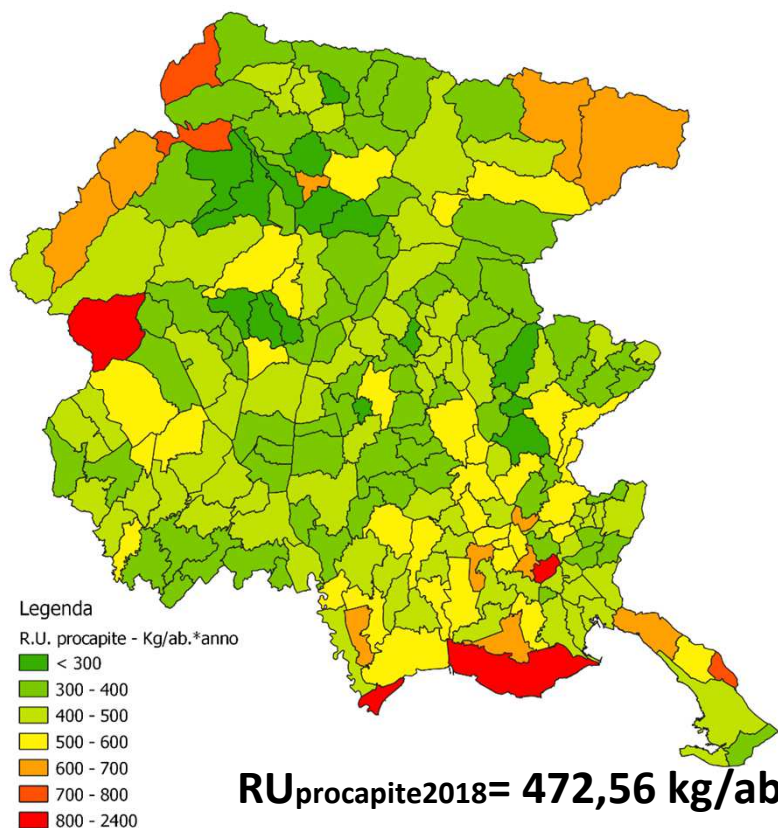 Legenda
R.U. procapite - Kg/ab.*anno
< 300
300 - 400
400 - 500
500 - 600
600 - 700
700 - 800
800 - 2400
RUprocapite2018= 472,56 kg/ab